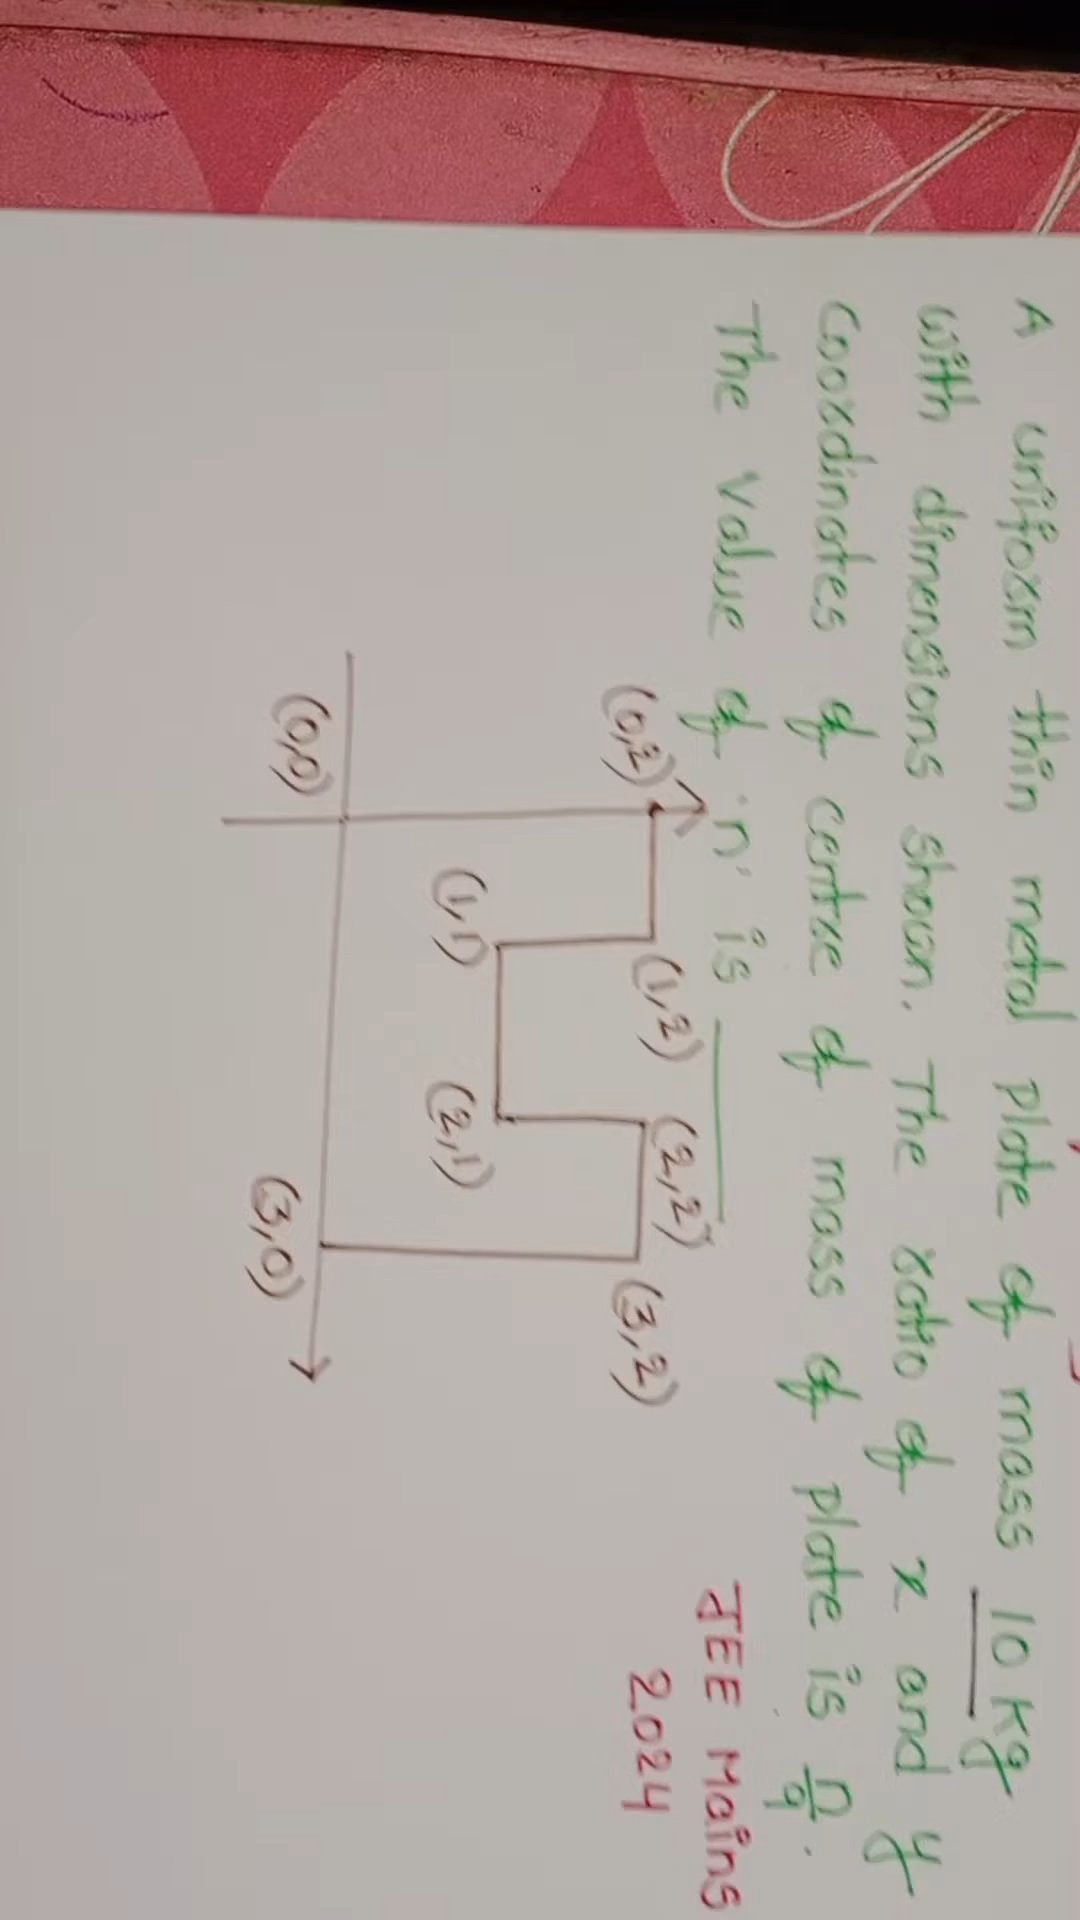 A uniform thin metal plate of mass 10 kg
with dimensions shown. The ratio of x and y
Coordinates of centre of mass of plate is n/9.
The value of 'n' is ____
JEE Mains
2024
(0,2)
(1,2)
(2,2)
(3,2)
(1,1)
(2,1)
(0,0)
(3,0)